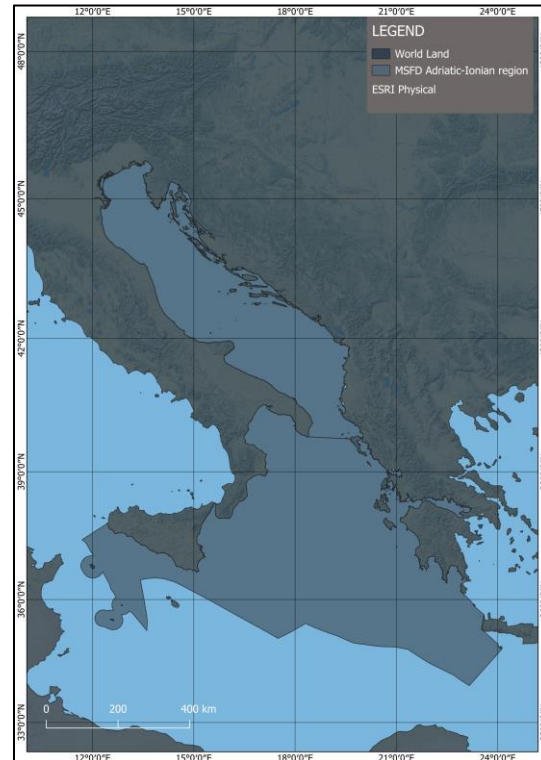 12°0'0"E 15°0'0"E 18°0'0"E 21°0'0"E 24°0'0"E
LEGEND
World Land
MSFD Adriatic-Ionian region
ESRI Physical
48°0'0"N
45°0'0"N
42°0'0"N
39°0'0"N
36°0'0"N
33°0'0"N
0 200 400 km
12°0'0"E 15°0'0"E 18°0'0"E 21°0'0"E 24°0'0"E